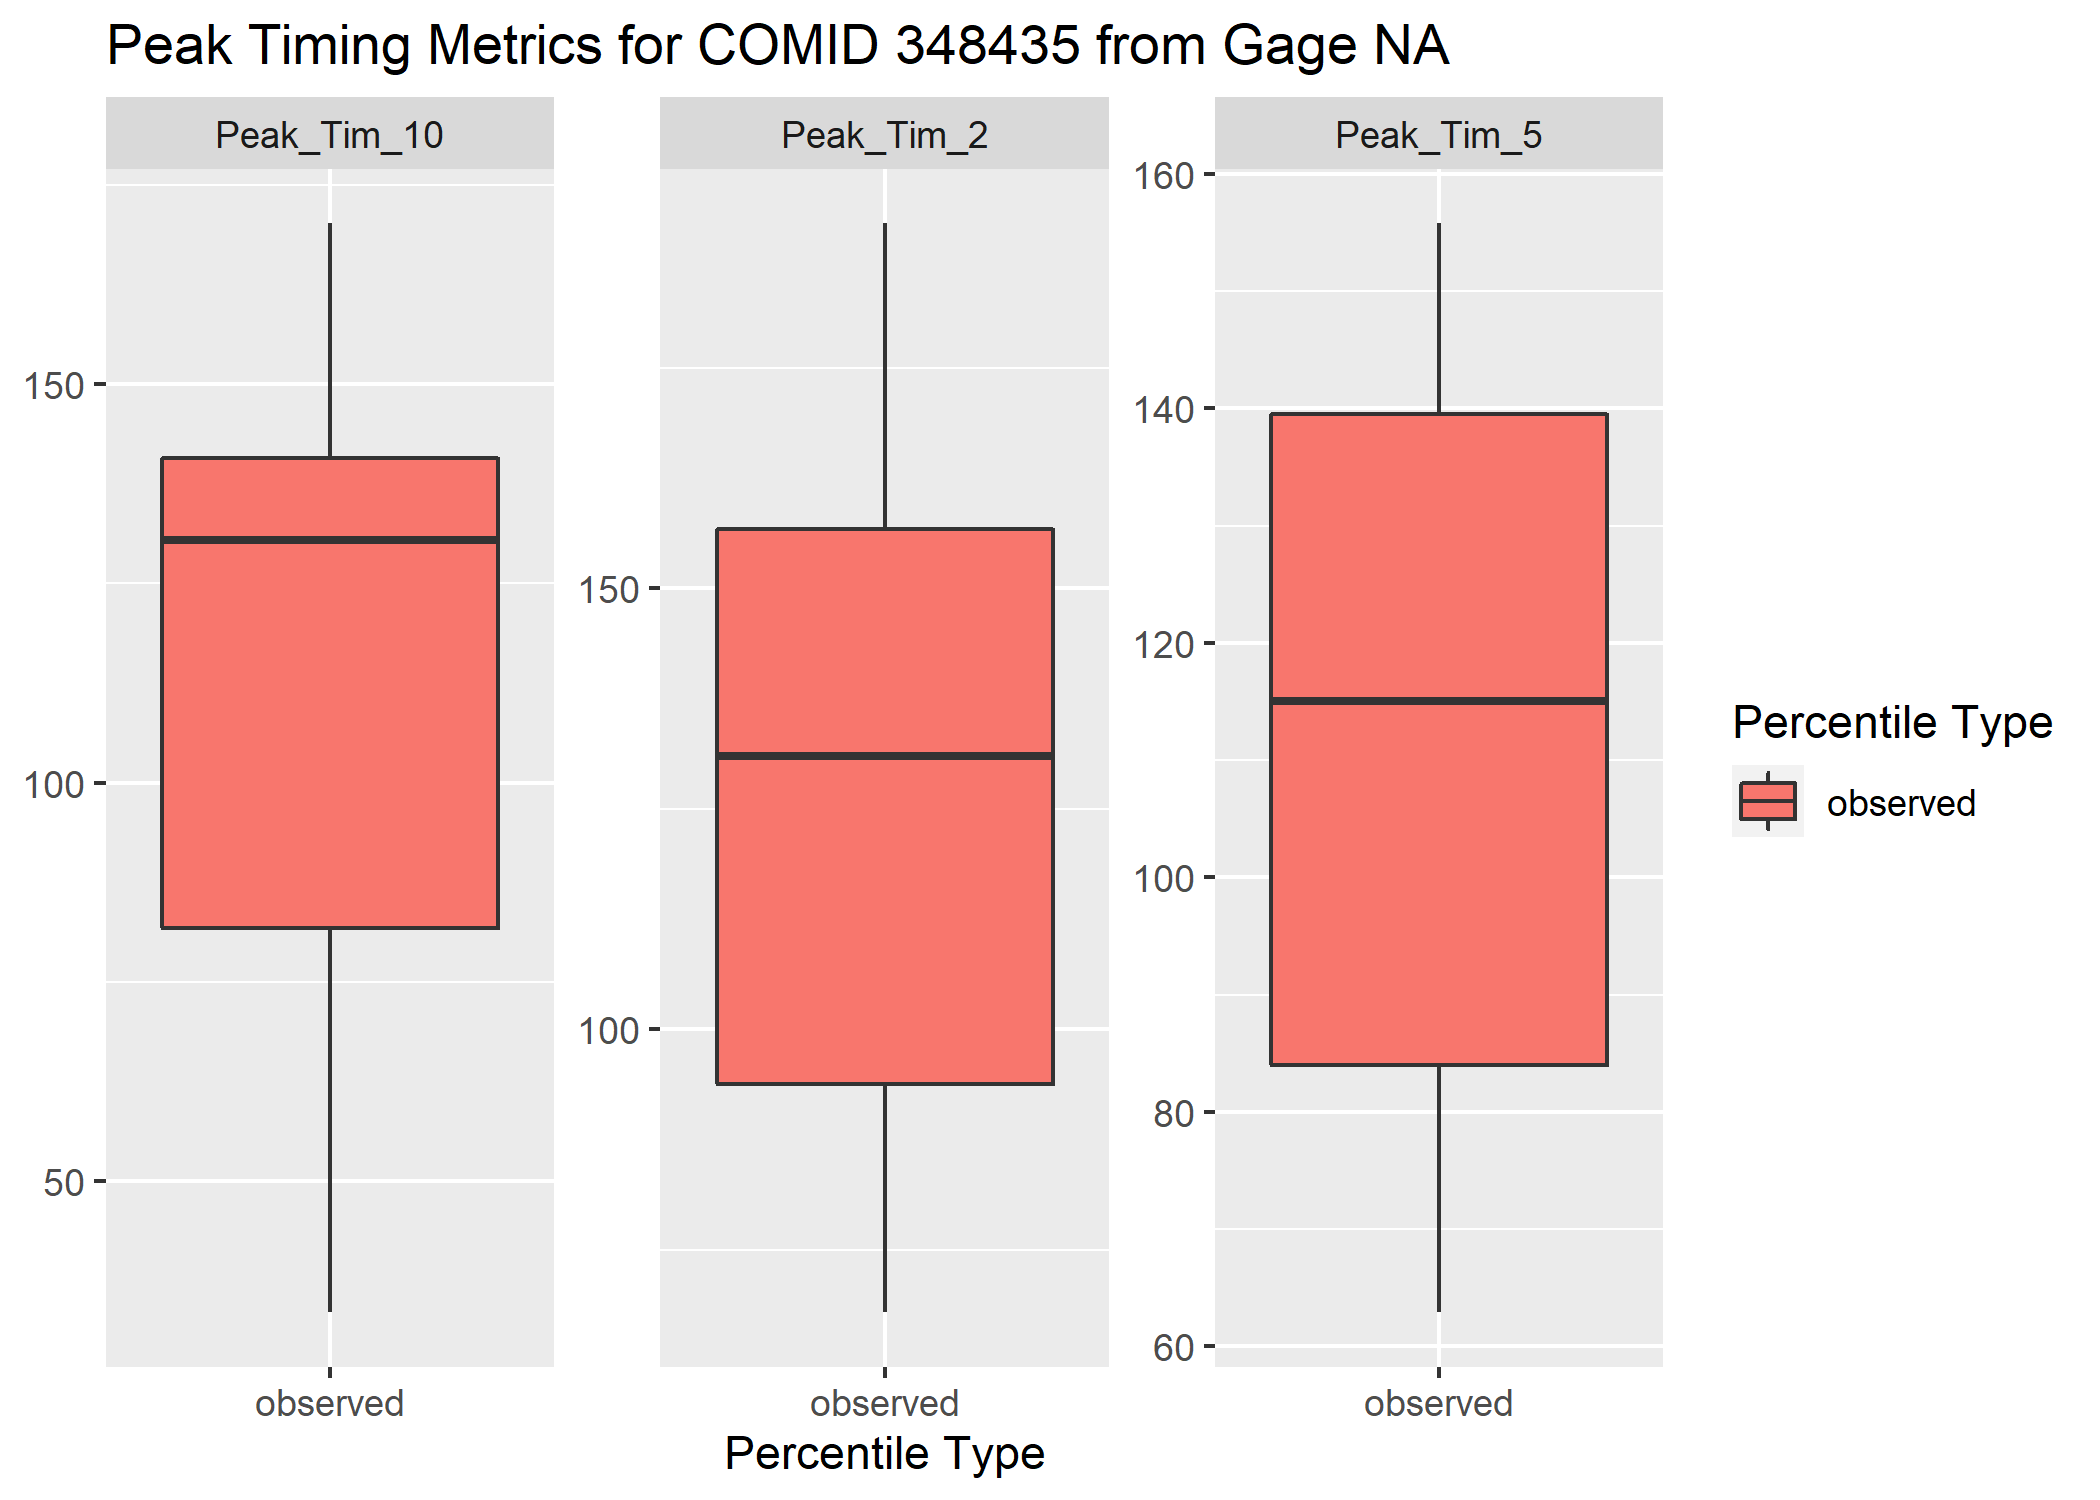 Peak Timing Metrics for COMID 348435 from Gage NA
Peak_Tim_10
Peak_Tim_2
Peak_Tim_5
150
100
50
150
100
160
140
120
100
80
60
observed
observed
observed
Percentile Type
Percentile Type
observed